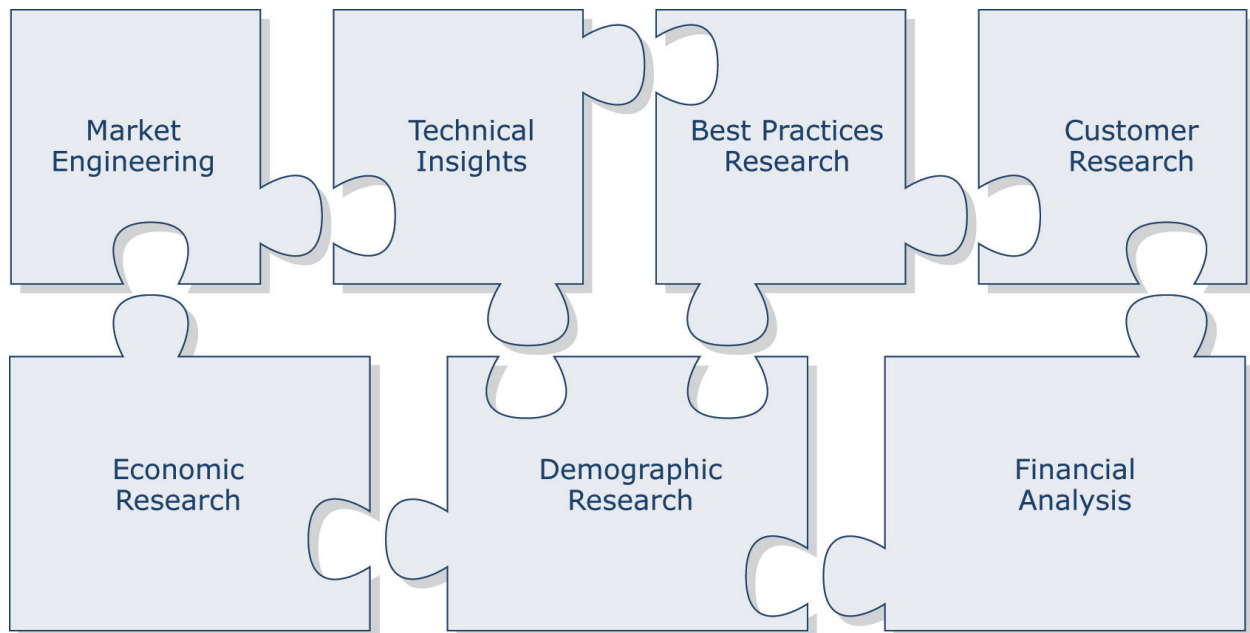 Market
Engineering
Technical
Insights
Best Practices
Research
Customer
Research
Economic
Research
Demographic
Research
Financial
Analysis